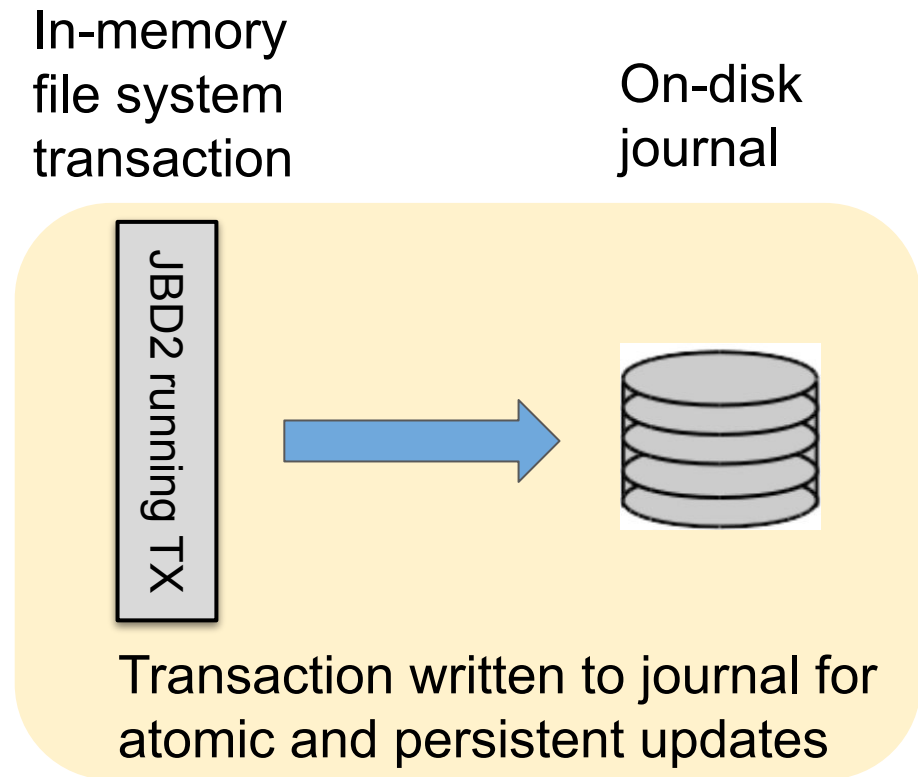 In-memory
file system
transaction
On-disk
journal
JBD2 running TX
Transaction written to journal for
atomic and persistent updates